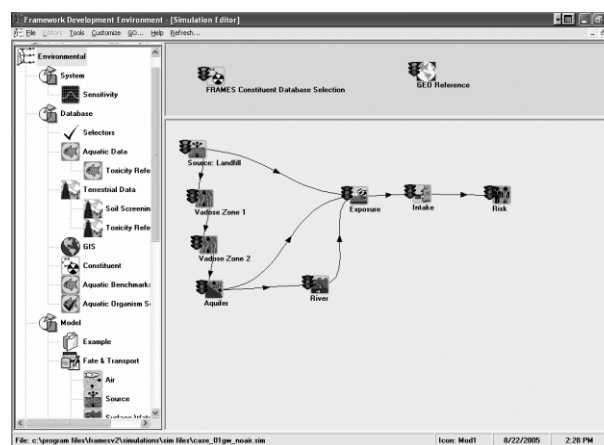 Framework Development Environment - [Simulation Editor]
File Editors Tools Customize GO... Help Refresh...
Environmental
System
Sensitivity
Database
Selectors
Aquatic Data
Toxicity Refe
Terrestrial Data
Soil Screenin
Toxicity Refe
GIS
Constituent
Aquatic Benchmarks
Aquatic Organism S
Model
Example
Fate & Transport
Air
Source
Surface Wate
FRAMES Constituent Database Selection
GEO Reference
Source: Landfill
Vadose Zone 1
Vadose Zone 2
Aquifer
River
Exposure
Intake
Risk
File: c:\program files\framesv2\simulations\sim files\case_01gw_noair.sim
Icon: Mod1
8/22/2005
2:28 PM